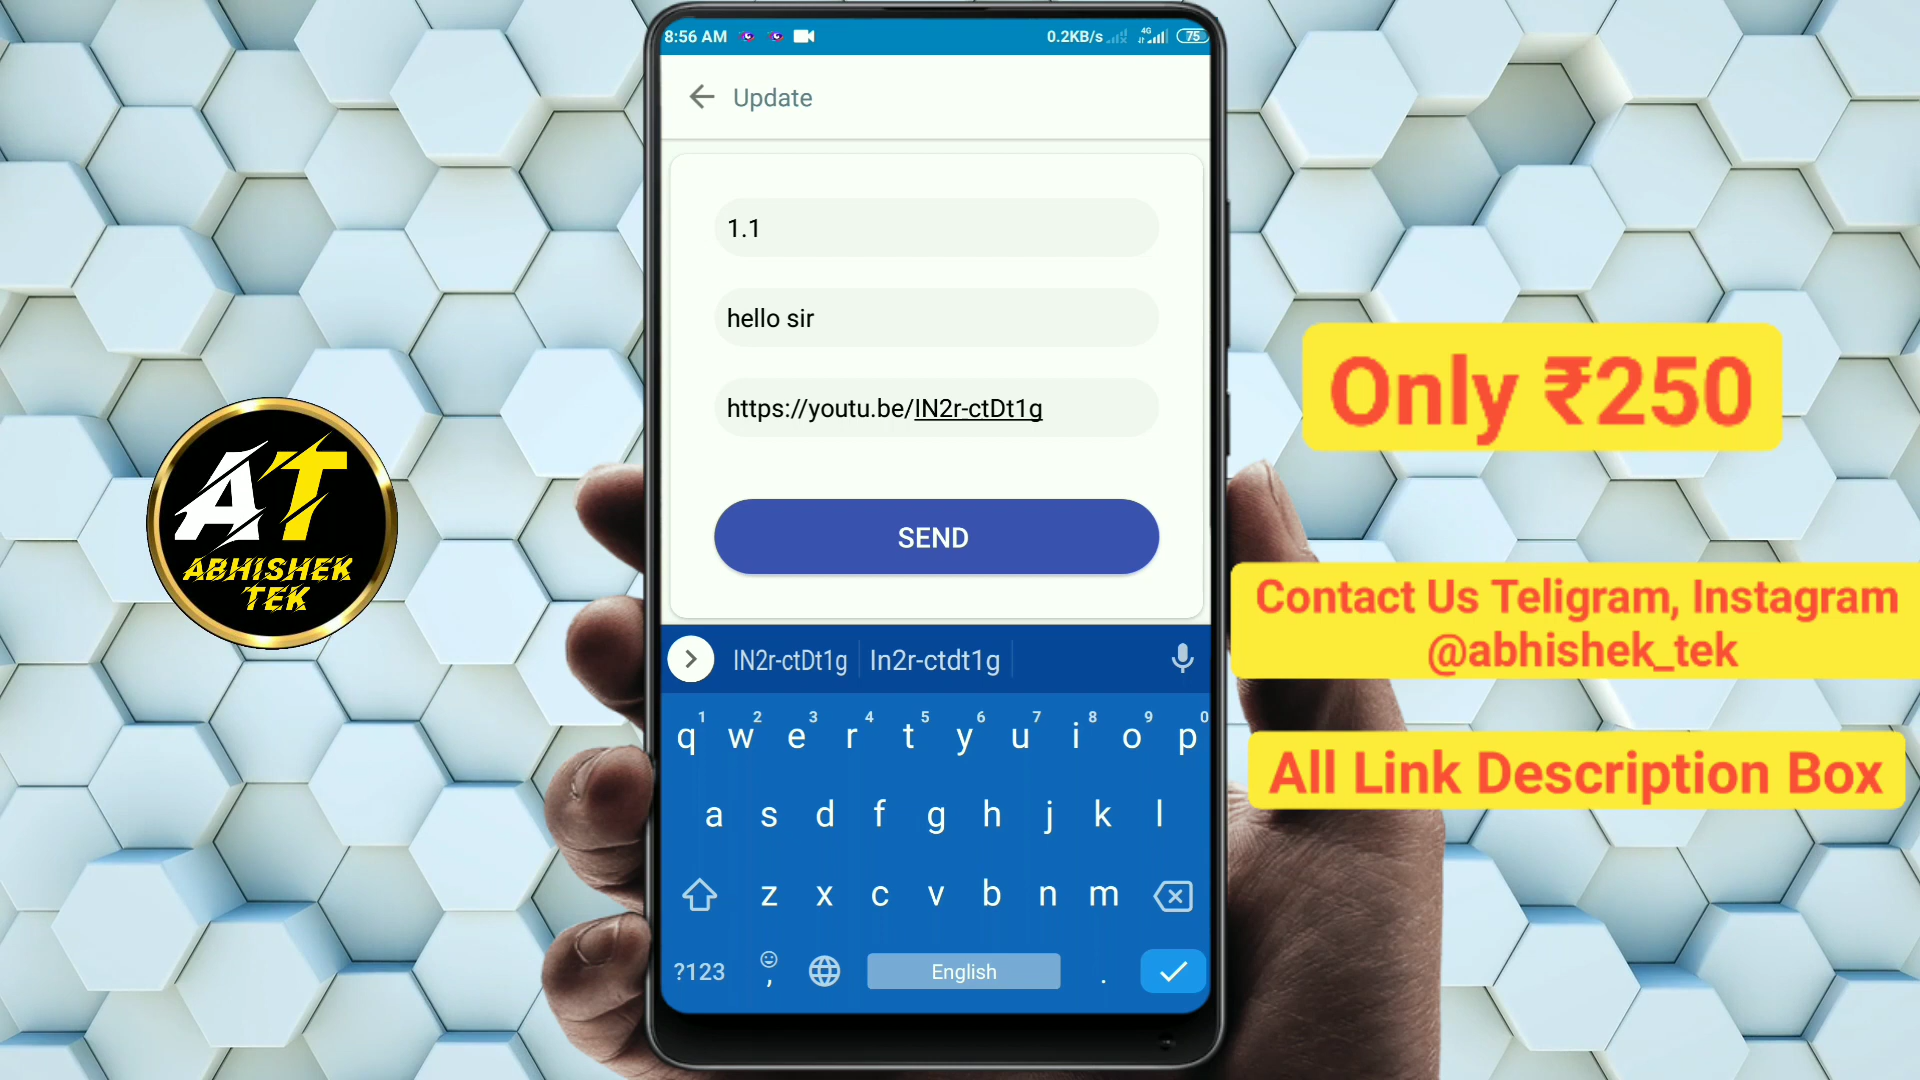 8:56 AM
0.2KB/s
4G
75
Update
1.1
hello sir
https://youtu.be/IN2r-ctDt1g
SEND
IN2r-ctDt1g
In2r-ctdt1g
1 2 3 4 5 6 7 8 9 0
q w e r t y u i o p
a s d f g h j k l
z x c v b n m
?123
,
English
.
AT
ABHISHEK
TEK
Only ₹250
Contact Us Teligram, Instagram
@abhishek_tek
All Link Description Box